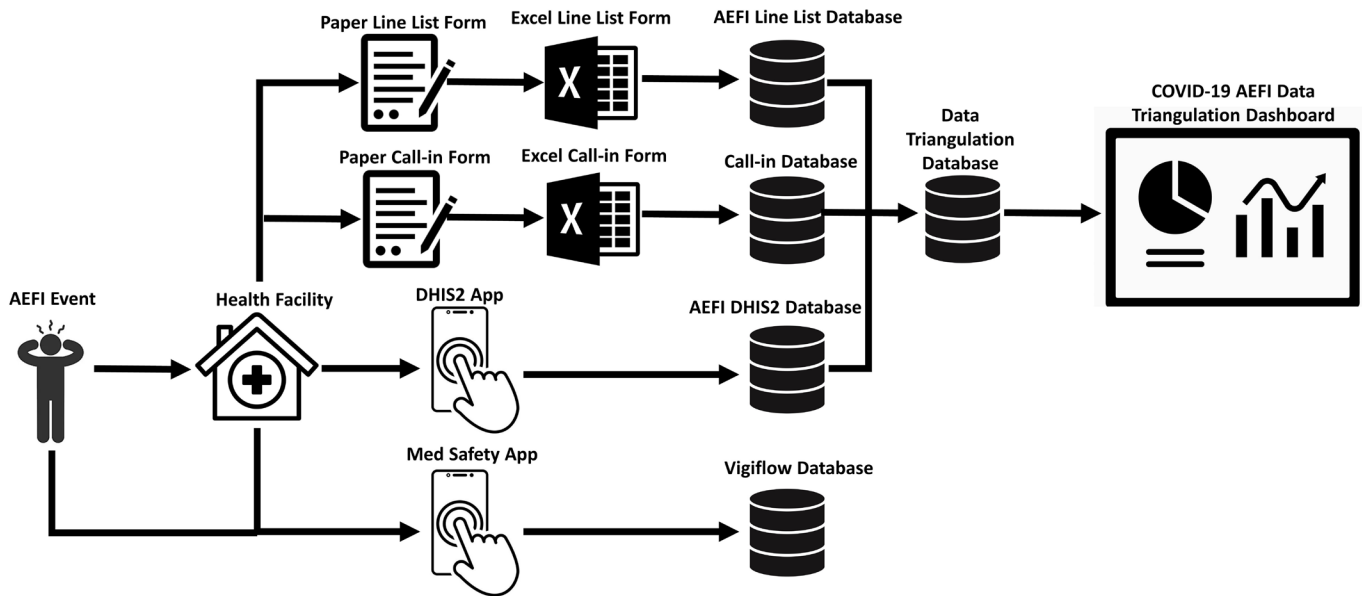 Paper Line List Form
Excel Line List Form
AEFI Line List Database
X
COVID-19 AEFI Data
Triangulation Dashboard
Data
Triangulation
Database
Paper Call-in Form
Excel Call-in Form
Call-in Database
X
AEFI Event
Health Facility
DHIS2 App
AEFI DHIS2 Database
Med Safety App
Vigiflow Database